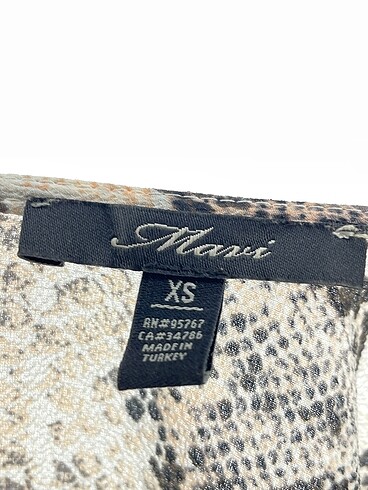 Mavi
XS
RN#95767
CA#34786
MADE IN
TURKEY